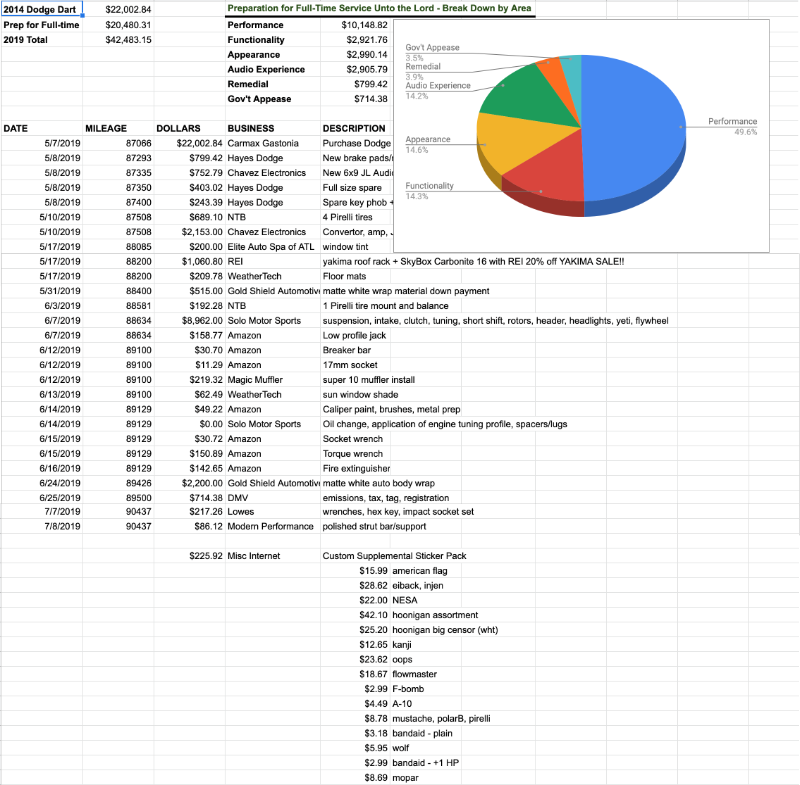 2014 Dodge Dart $22,002.84 Preparation for Full-Time Service Unto the Lord - Break Down by Area
Prep for Full-time $20,480.31 Performance $10,148.82
2019 Total $42,483.15 Functionality $2,921.76
Appearance $2,990.14
Audio Experience $2,905.79
Remedial $799.42
Gov't Appease $714.38
Gov't Appease
3.5%
Remedial
3.9%
Audio Experience
14.2%
Appearance
14.6%
Functionality
14.3%
Performance
49.6%
DATE MILEAGE DOLLARS BUSINESS DESCRIPTION
5/7/2019 87066 $22,002.84 Carmax Gastonia Purchase Dodge
5/8/2019 87293 $799.42 Hayes Dodge New brake pads/
5/8/2019 87335 $752.79 Chavez Electronics New 6x9 JL Audi
5/8/2019 87350 $403.02 Hayes Dodge Full size spare
5/8/2019 87400 $243.39 Hayes Dodge Spare key phob +
5/10/2019 87508 $689.10 NTB 4 Pirelli tires
5/10/2019 87508 $2,153.00 Chavez Electronics Convertor, amp,
5/17/2019 88085 $200.00 Elite Auto Spa of ATL window tint
5/17/2019 88200 $1,060.80 REI yakima roof rack + SkyBox Carbonite 16 with REI 20% off YAKIMA SALE!!
5/17/2019 88200 $209.78 WeatherTech Floor mats
5/31/2019 88400 $515.00 Gold Shield Automotiv matte white wrap material down payment
6/3/2019 88581 $192.28 NTB 1 Pirelli tire mount and balance
6/7/2019 88634 $8,962.00 Solo Motor Sports suspension, intake, clutch, tuning, short shift, rotors, header, headlights, yeti, flywheel
6/7/2019 88634 $158.77 Amazon Low profile jack
6/12/2019 89100 $30.70 Amazon Breaker bar
6/12/2019 89100 $11.29 Amazon 17mm socket
6/12/2019 89100 $219.32 Magic Muffler super 10 muffler install
6/13/2019 89100 $62.49 WeatherTech sun window shade
6/14/2019 89129 $49.22 Amazon Caliper paint, brushes, metal prep
6/14/2019 89129 $0.00 Solo Motor Sports Oil change, application of engine tuning profile, spacers/lugs
6/15/2019 89129 $30.72 Amazon Socket wrench
6/15/2019 89129 $150.89 Amazon Torque wrench
6/16/2019 89129 $142.65 Amazon Fire extinguisher
6/24/2019 89426 $2,200.00 Gold Shield Automotiv matte white auto body wrap
6/25/2019 89500 $714.38 DMV emissions, tax, tag, registration
7/7/2019 90437 $217.26 Lowes wrenches, hex key, impact socket set
7/8/2019 90437 $86.12 Modern Performance polished strut bar/support
$225.92 Misc Internet Custom Supplemental Sticker Pack
$15.99 american flag
$28.62 eiback, injen
$22.00 NESA
$42.10 hoonigan assortment
$25.20 hoonigan big censor (wht)
$12.65 kanji
$23.62 oops
$18.67 flowmaster
$2.99 F-bomb
$4.49 A-10
$8.78 mustache, polarB, pirelli
$3.18 bandaid - plain
$5.95 wolf
$2.99 bandaid - +1 HP
$8.69 mopar